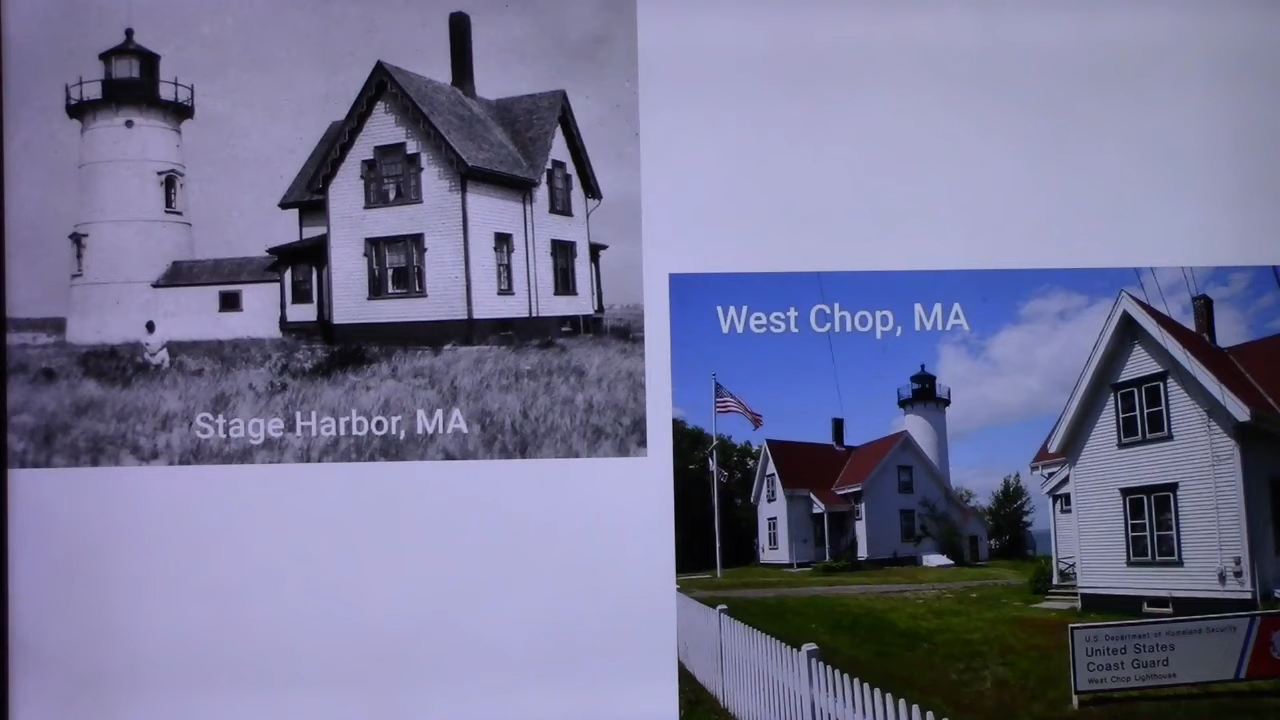 Stage Harbor, MA
West Chop, MA
U.S. Department of Homeland Security
United States
Coast Guard
West Chop Lighthouse